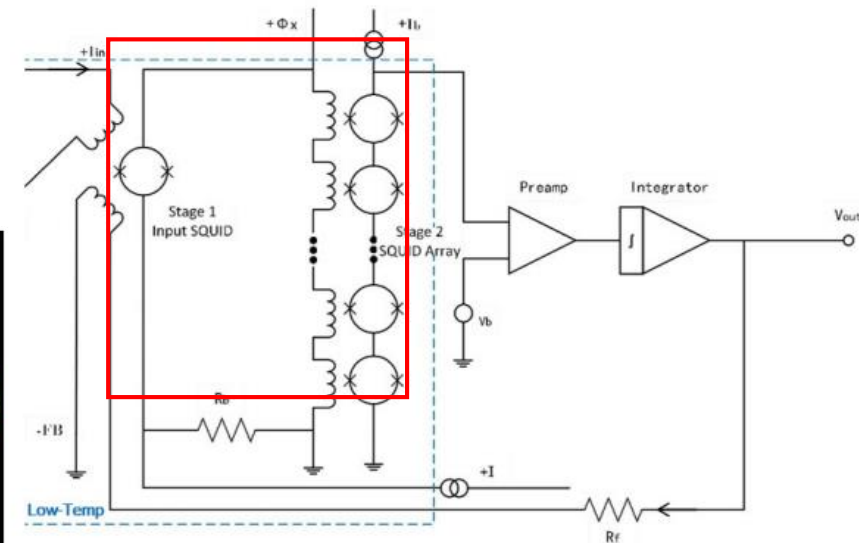 +Φx
+Ib
+Iin
Stage 1
Input SQUID
Stage 2
SQUID Array
Preamp
Integrator
∫
Vout
Vb
-FB
+I
Low-Temp
Rf